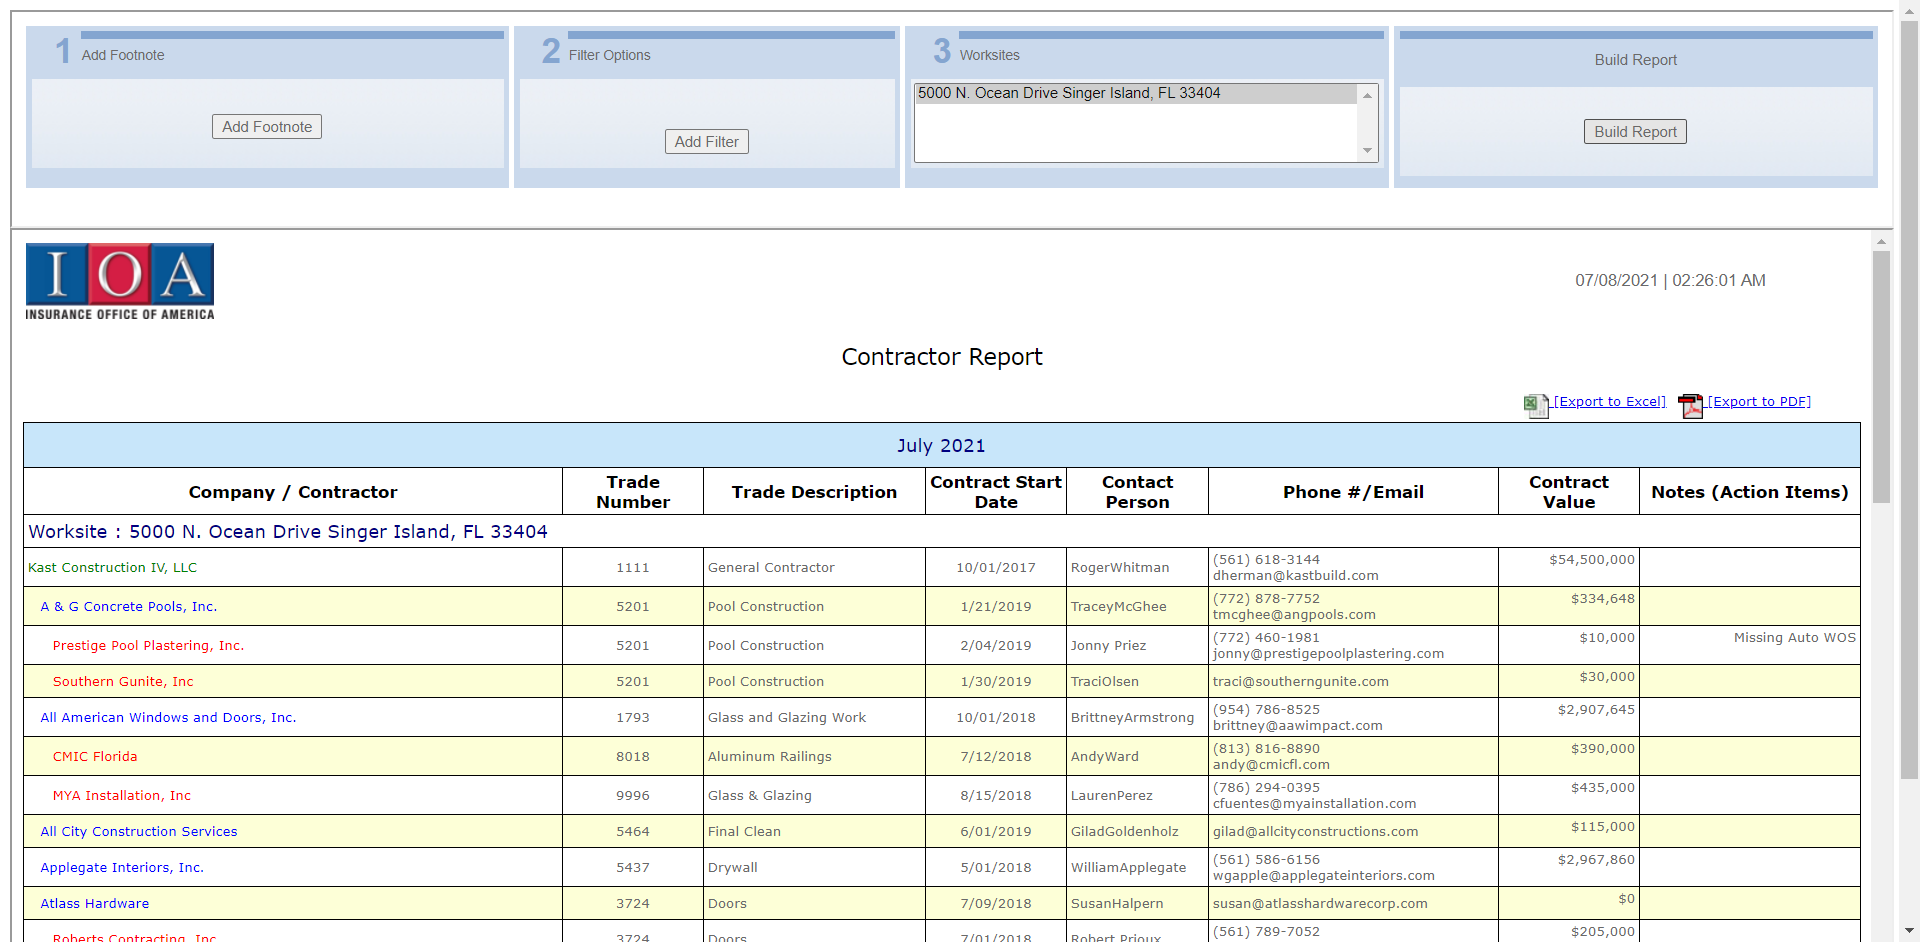 1 Add Footnote
Add Footnote
2 Filter Options
Add Filter
3 Worksites
5000 N. Ocean Drive Singer Island, FL 33404
Build Report
Build Report
IOA
INSURANCE OFFICE OF AMERICA
07/08/2021 | 02:26:01 AM
Contractor Report
[Export to Excel] [Export to PDF]
July 2021
Company / Contractor Trade Number Trade Description Contract Start Date Contact Person Phone #/Email Contract Value Notes (Action Items)
Worksite : 5000 N. Ocean Drive Singer Island, FL 33404
Kast Construction IV, LLC 1111 General Contractor 10/01/2017 RogerWhitman (561) 618-3144 dherman@kastbuild.com $54,500,000
A & G Concrete Pools, Inc. 5201 Pool Construction 1/21/2019 TraceyMcGhee (772) 878-7752 tmcghee@angpools.com $334,648
Prestige Pool Plastering, Inc. 5201 Pool Construction 2/04/2019 Jonny Priez (772) 460-1981 jonny@prestigepoolplastering.com $10,000 Missing Auto WOS
Southern Gunite, Inc 5201 Pool Construction 1/30/2019 TraciOlsen traci@southerngunite.com $30,000
All American Windows and Doors, Inc. 1793 Glass and Glazing Work 10/01/2018 BrittneyArmstrong (954) 786-8525 brittney@aawimpact.com $2,907,645
CMIC Florida 8018 Aluminum Railings 7/12/2018 AndyWard (813) 816-8890 andy@cmicfl.com $390,000
MYA Installation, Inc 9996 Glass & Glazing 8/15/2018 LaurenPerez (786) 294-0395 cfuentes@myainstallation.com $435,000
All City Construction Services 5464 Final Clean 6/01/2019 GiladGoldenholz gilad@allcityconstructions.com $115,000
Applegate Interiors, Inc. 5437 Drywall 5/01/2018 WilliamApplegate (561) 586-6156 wgapple@applegateinteriors.com $2,967,860
Atlass Hardware 3724 Doors 7/09/2018 SusanHalpern susan@atlasshardwarecorp.com $0
Roberts Contracting, Inc. 3724 Doors 7/01/2018 Robert Prioux (561) 789-7052 $205,000